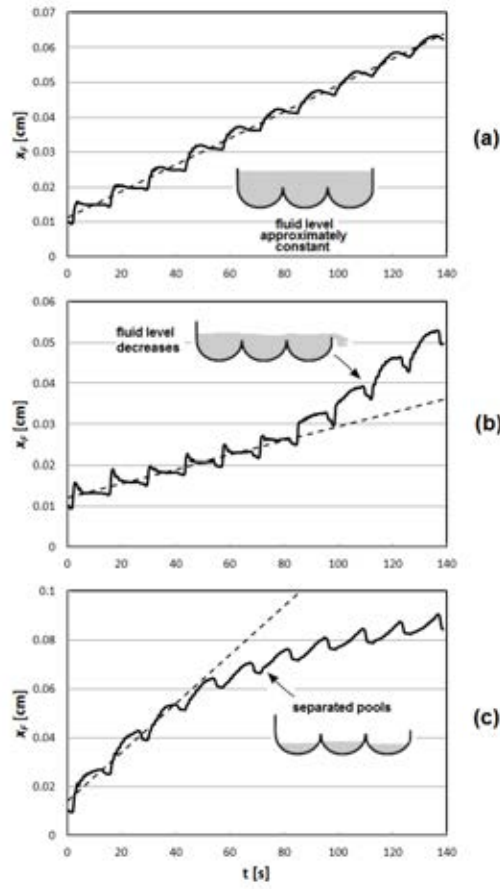 0.07
0.06
0.05
0.04
0.03
0.02
0.01
0
x_F [cm]
0 20 40 60 80 100 120 140
fluid level
approximately
constant
(a)
0.06
0.05
0.04
0.03
0.02
0.01
0
x_F [cm]
0 20 40 60 80 100 120 140
fluid level
decreases
(b)
0.1
0.08
0.06
0.04
0.02
0
x_F [cm]
0 20 40 60 80 100 120 140
separated pools
(c)
t [s]